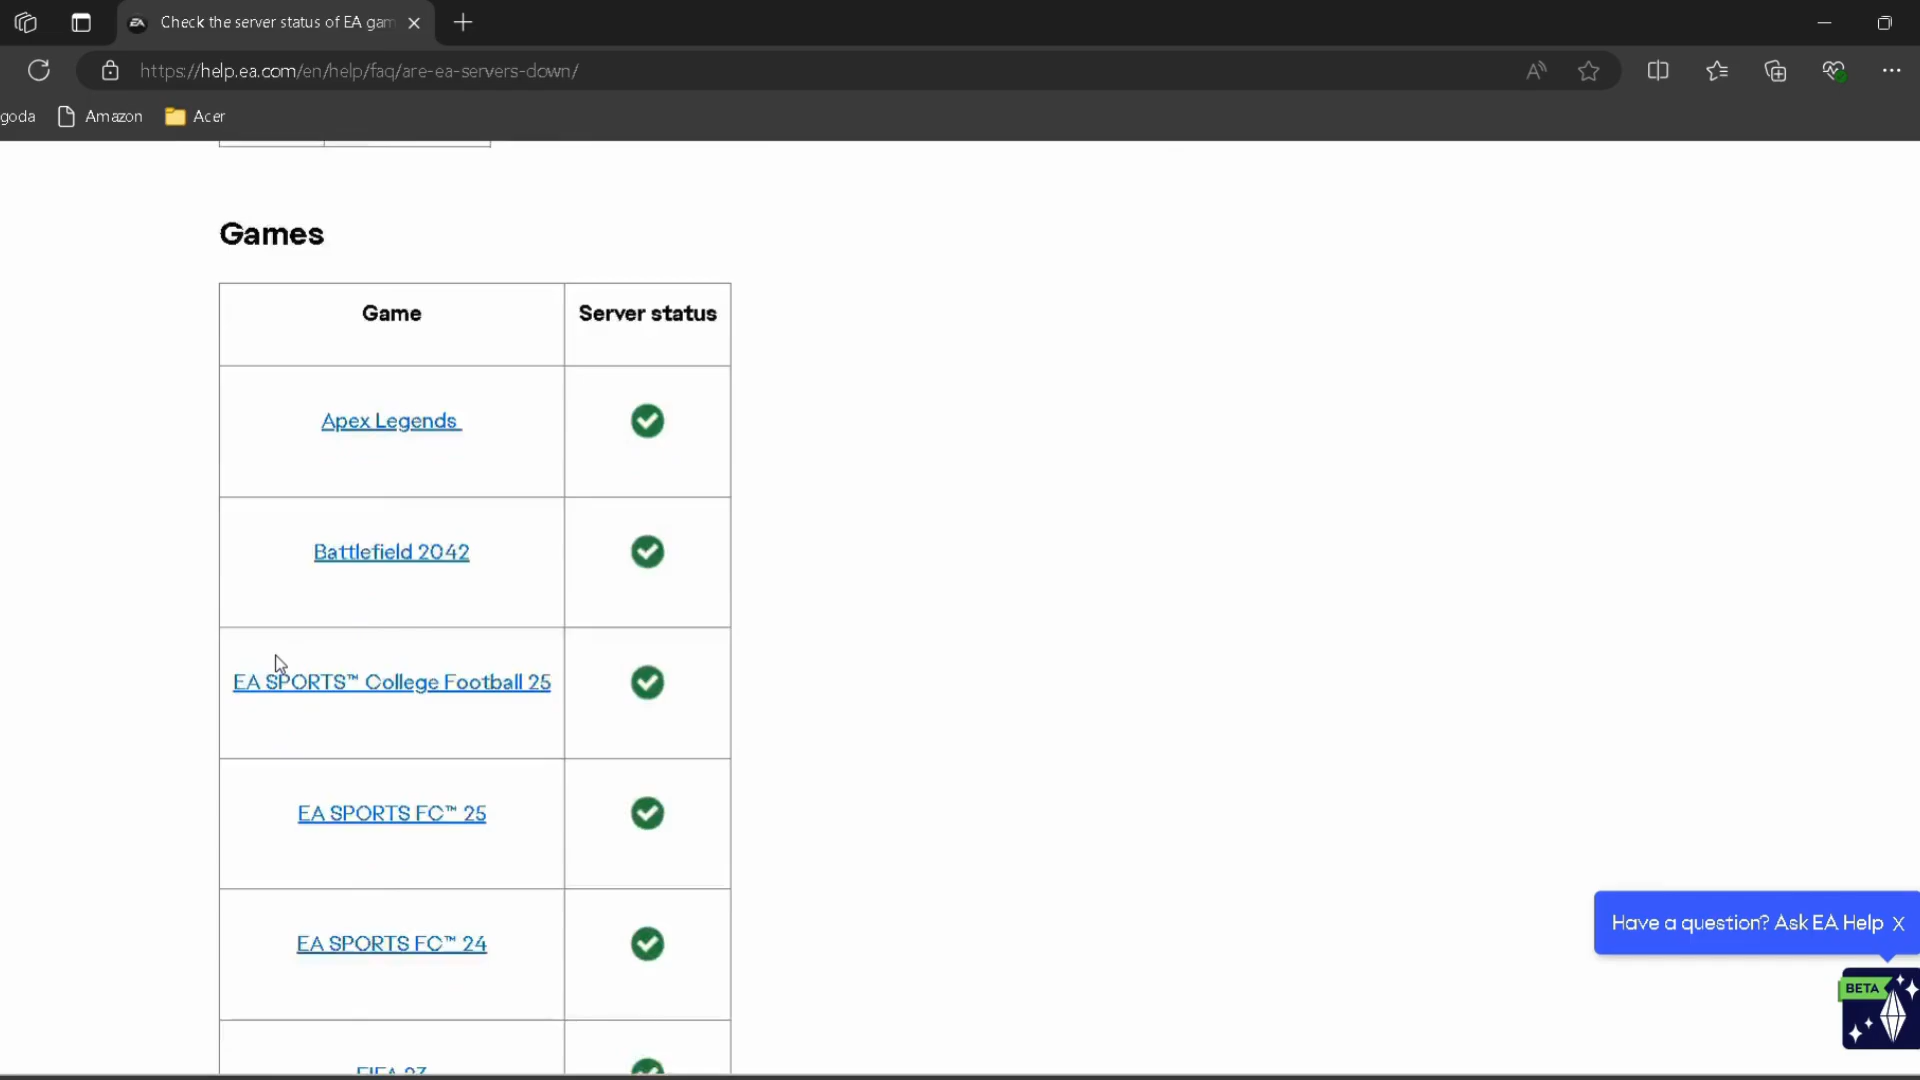 Check the server status of EA gam
https://help.ea.com/en/help/faq/are-ea-servers-down/
goda
Amazon
Acer
Games
Game
Server status
Apex Legends
Battlefield 2042
EA SPORTS™ College Football 25
EA SPORTS FC™ 25
EA SPORTS FC™ 24
Have a question? Ask EA Help X
BETA